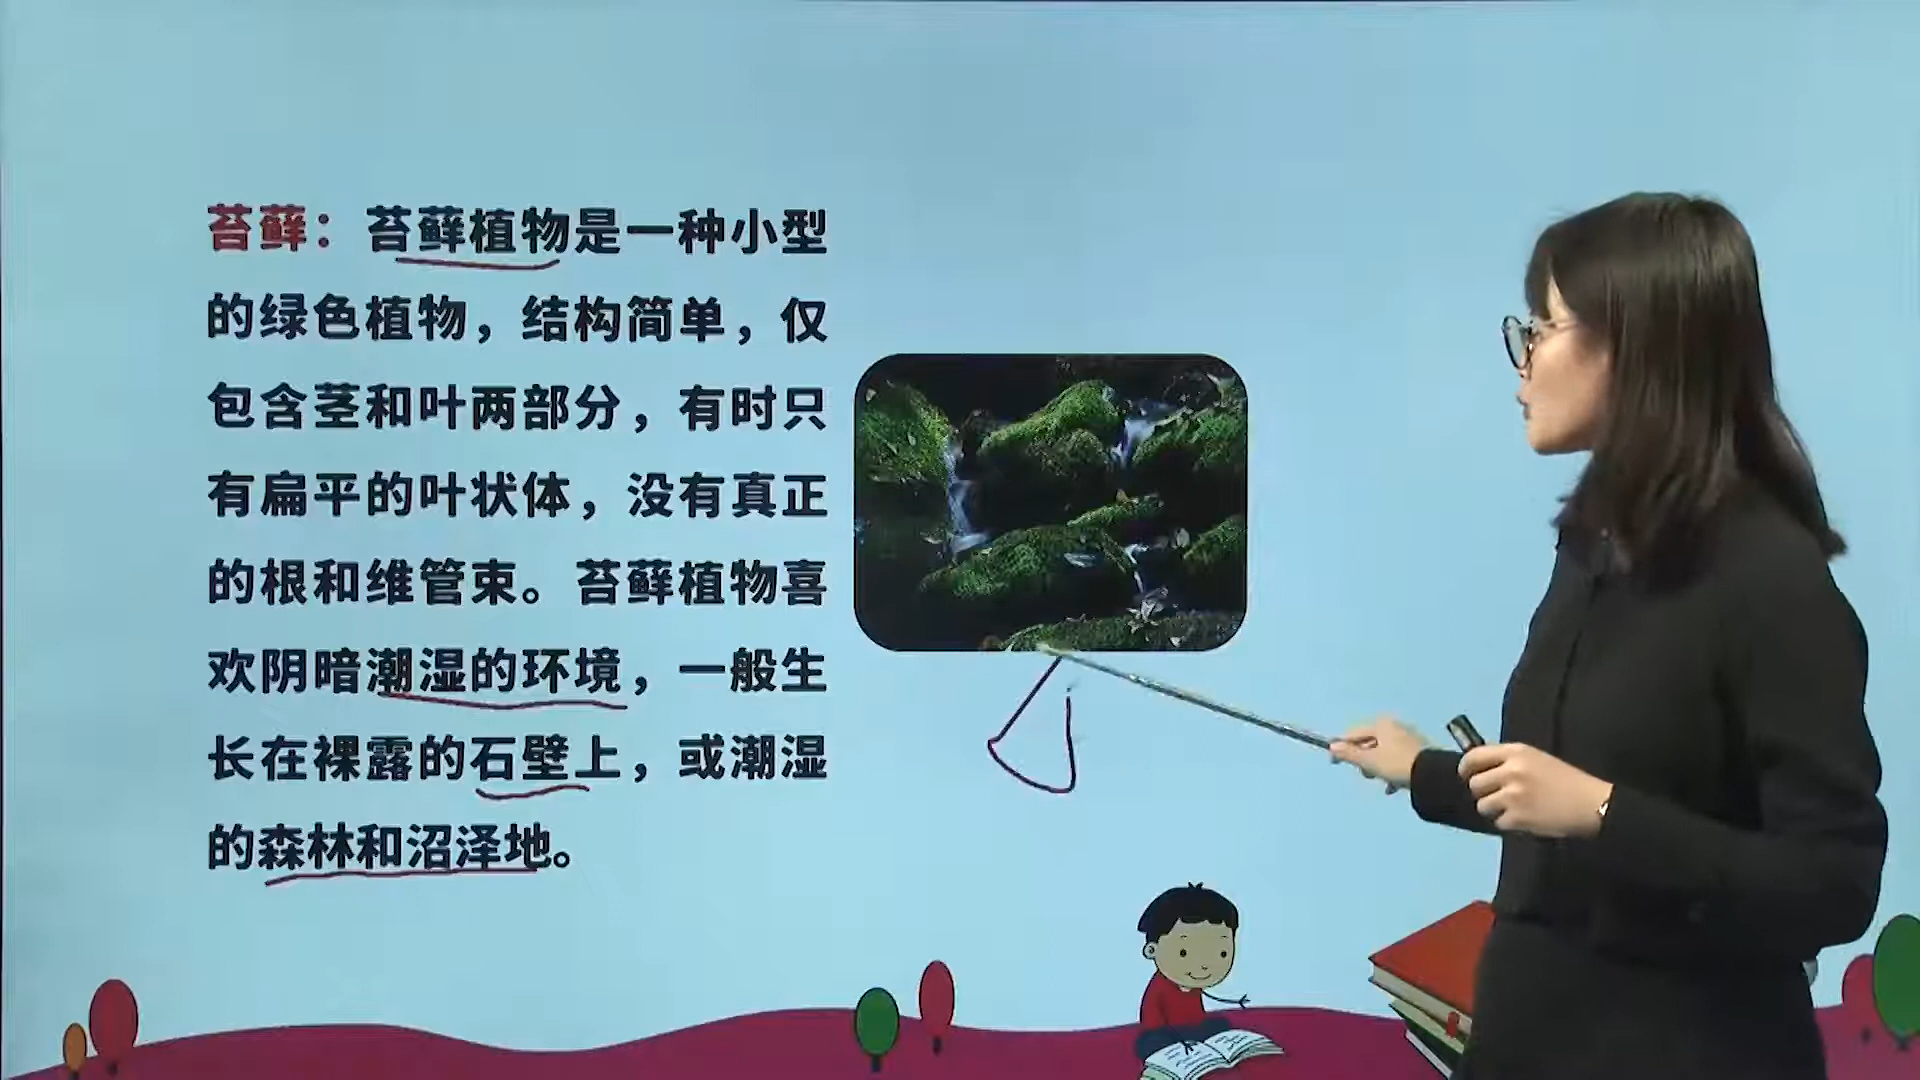 苔藓：苔藓植物是一种小型
的绿色植物，结构简单，仅
包含茎和叶两部分，有时只
有扁平的叶状体，没有真正
的根和维管束。苔藓植物喜
欢阴暗潮湿的环境，一般生
长在裸露的石壁上，或潮湿
的森林和沼泽地。